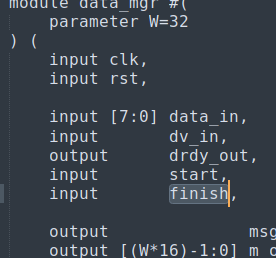 module data_mgr #(
    parameter W=32
) (
    input clk,
    input rst,
    input [7:0] data_in,
    input       dv_in,
    output      drdy_out,
    input       start,
    input       finish,
    output              msg
    output [(W*16)-1:0] m